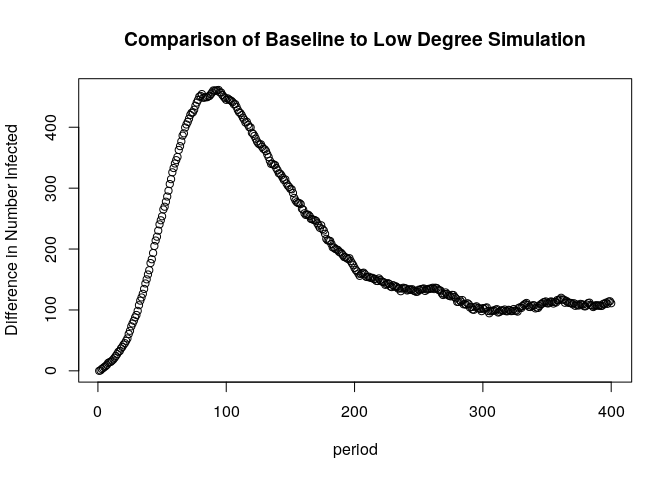 Comparison of Baseline to Low Degree Simulation
Difference in Number Infected
400
300
200
100
0
0 100 200 300 400
period